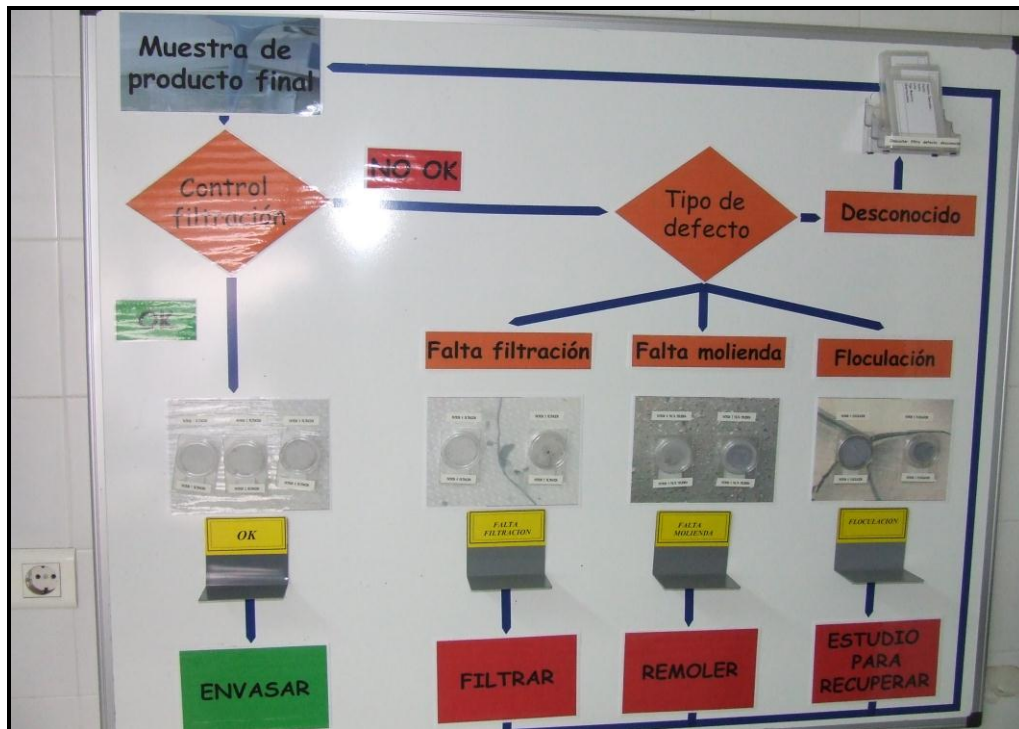 Muestra de
producto final
Control
filtración
NO OK
Tipo de
defecto
Desconocido
OK
Falta filtración
Falta molienda
Floculación
OK
FALTA
FILTRACION
FALTA
MOLIENDA
FLOCULACION
ENVASAR
FILTRAR
REMOLER
ESTUDIO
PARA
RECUPERAR